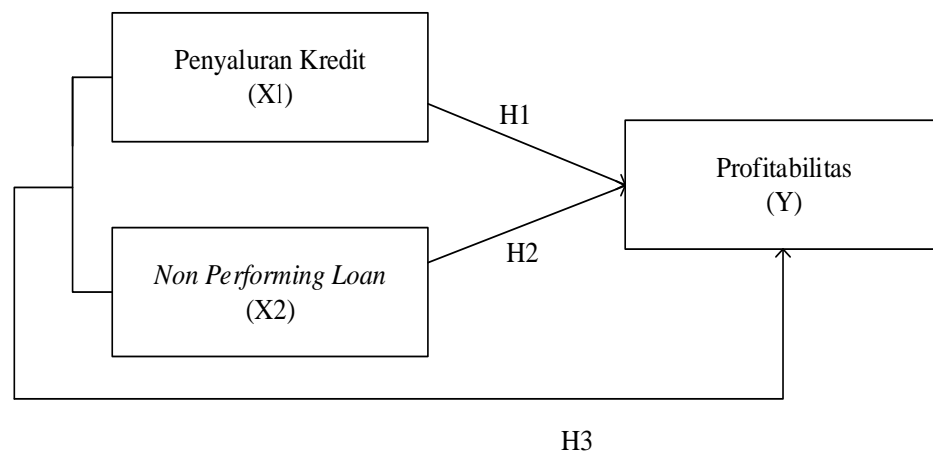 Penyaluran Kredit
(X1)
H1
Profitabilitas
(Y)
H2
Non Performing Loan
(X2)
H3